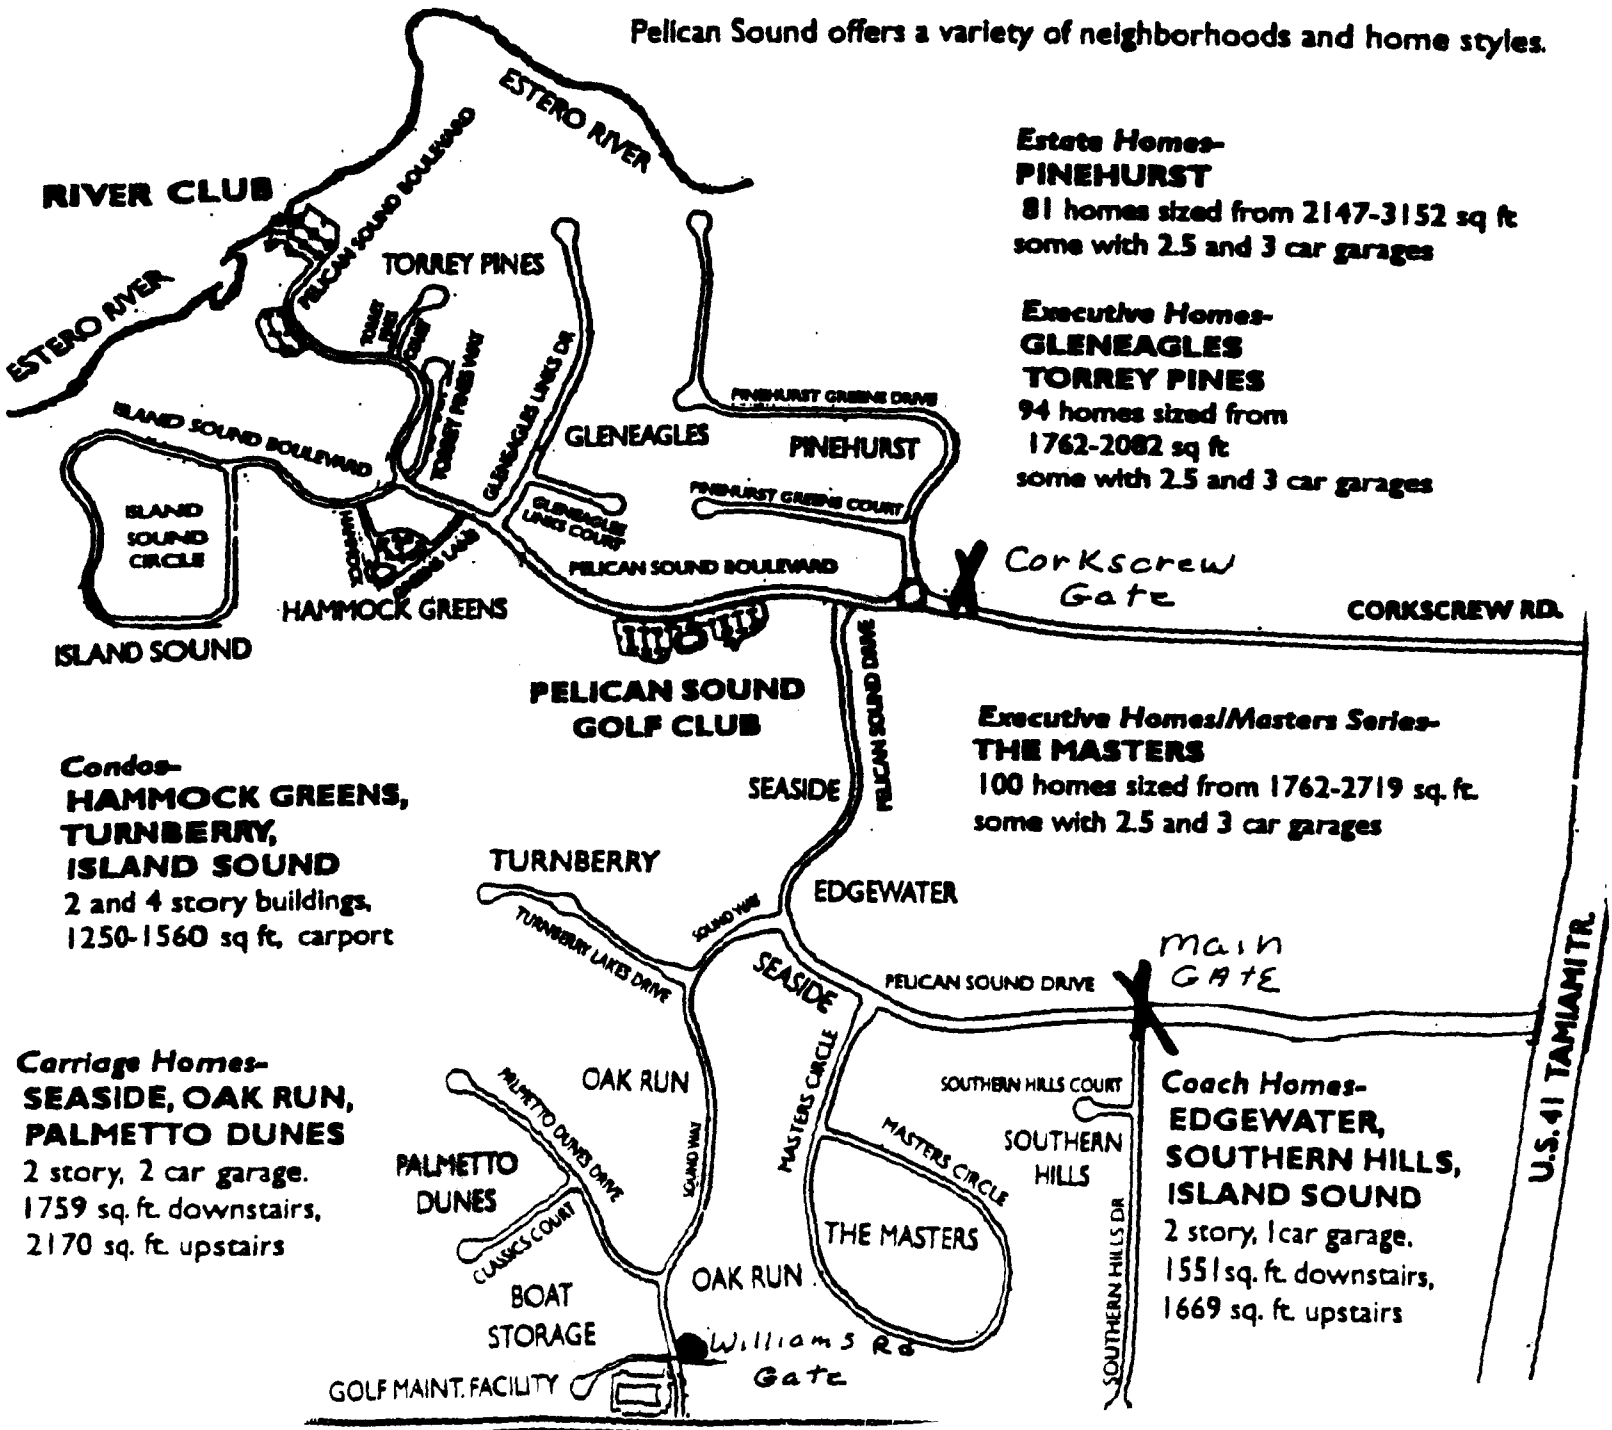 Pelican Sound offers a variety of neighborhoods and home styles.
ESTERO RIVER
PELICAN SOUND BOULEVARD
RIVER CLUB
ESTERO RIVER
Estate Homes-
PINEHURST
81 homes sized from 2147-3152 sq ft
some with 2.5 and 3 car garages
TORREY PINES
TORREY
PINES
COURT
TORREY PINES WAY
GLENEAGLES LINKS DR
Executive Homes-
GLENEAGLES
TORREY PINES
94 homes sized from
1762-2082 sq ft
some with 2.5 and 3 car garages
PINEHURST GREENS DRIVE
GLENEAGLES
PINEHURST
ISLAND SOUND BOULEVARD
PINEHURST GREENS COURT
GLENEAGLES
LINKS COURT
ISLAND
SOUND
CIRCLE
HAMMOCK
GREENS LANE
PELICAN SOUND BOULEVARD
Corkscrew
Gate
CORKSCREW RD.
HAMMOCK GREENS
ISLAND SOUND
PELICAN SOUND
GOLF CLUB
PELICAN SOUND DRIVE
Executive Homes/Masters Series-
THE MASTERS
100 homes sized from 1762-2719 sq. ft.
some with 2.5 and 3 car garages
Condos-
HAMMOCK GREENS,
TURNBERRY,
ISLAND SOUND
2 and 4 story buildings,
1250-1560 sq ft, carport
SEASIDE
TURNBERRY
EDGEWATER
SOUND WAY
TURNBERRY LAKES DRIVE
SEASIDE
PELICAN SOUND DRIVE
Main
GATE
U.S. 41 TAMIAMI TR.
Carriage Homes-
SEASIDE, OAK RUN,
PALMETTO DUNES
2 story, 2 car garage.
1759 sq. ft. downstairs,
2170 sq. ft. upstairs
OAK RUN
PALMETTO DUNES DRIVE
PALMETTO
DUNES
CLASSICS COURT
SOUND WAY
MASTERS CIRCLE
MASTERS CIRCLE
THE MASTERS
SOUTHERN HILLS COURT
SOUTHERN
HILLS
SOUTHERN HILLS DR
Coach Homes-
EDGEWATER,
SOUTHERN HILLS,
ISLAND SOUND
2 story, 1car garage.
1551sq. ft. downstairs,
1669 sq. ft. upstairs
OAK RUN
BOAT
STORAGE
Williams Rd
Gate
GOLF MAINT. FACILITY